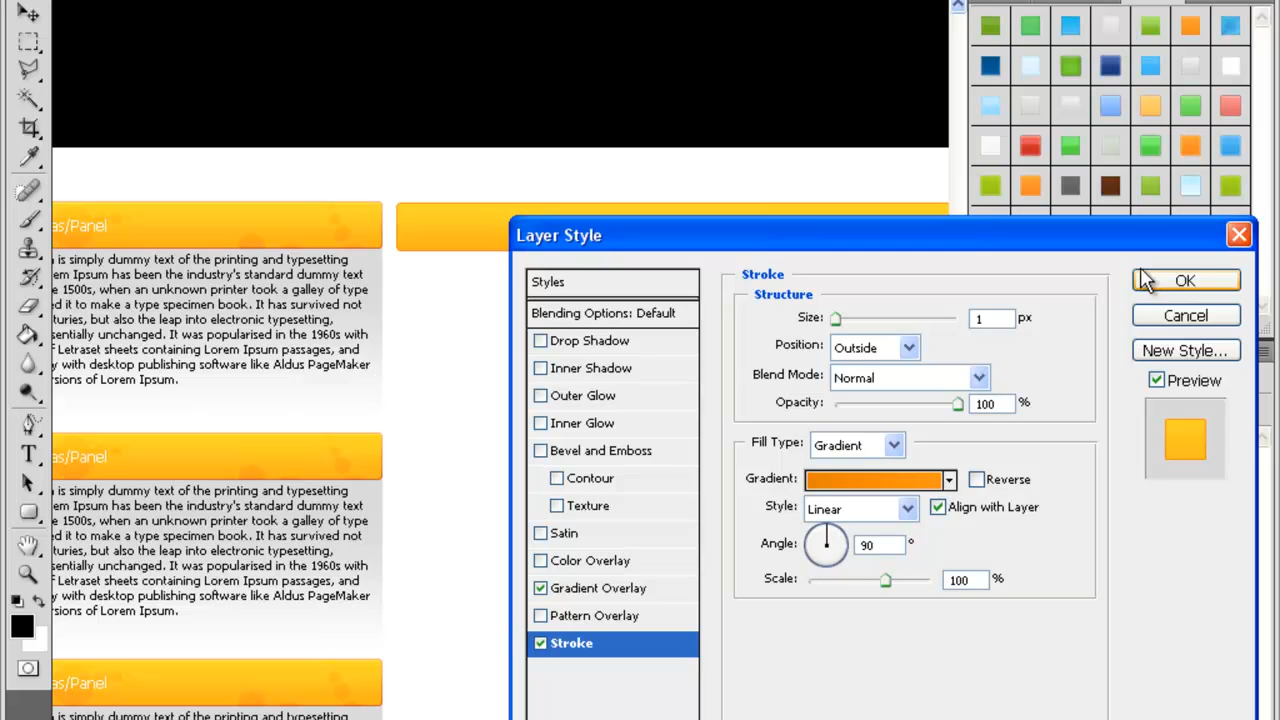 as/Panel
is simply dummy text of the printing and typesetting
em Ipsum has been the industry's standard dummy text
e 1500s, when an unknown printer took a galley of type
ed it to make a type specimen book. It has survived not
turies, but also the leap into electronic typesetting,
entially unchanged. It was popularised in the 1960s with
f Letraset sheets containing Lorem Ipsum passages, and
y with desktop publishing software like Aldus PageMaker
rsions of Lorem Ipsum.
as/Panel
is simply dummy text of the printing and typesetting
em Ipsum has been the industry's standard dummy text
e 1500s, when an unknown printer took a galley of type
ed it to make a type specimen book. It has survived not
turies, but also the leap into electronic typesetting,
entially unchanged. It was popularised in the 1960s with
f Letraset sheets containing Lorem Ipsum passages, and
y with desktop publishing software like Aldus PageMaker
rsions of Lorem Ipsum.
as/Panel
is simply dummy text of the printing and typesetting
Layer Style
Styles
Blending Options: Default
Drop Shadow
Inner Shadow
Outer Glow
Inner Glow
Bevel and Emboss
Contour
Texture
Satin
Color Overlay
Gradient Overlay
Pattern Overlay
Stroke
Stroke
Structure
Size: 1 px
Position: Outside
Blend Mode: Normal
Opacity: 100 %
Fill Type: Gradient
Gradient: Reverse
Style: Linear Align with Layer
Angle: 90 °
Scale: 100 %
OK
Cancel
New Style...
Preview